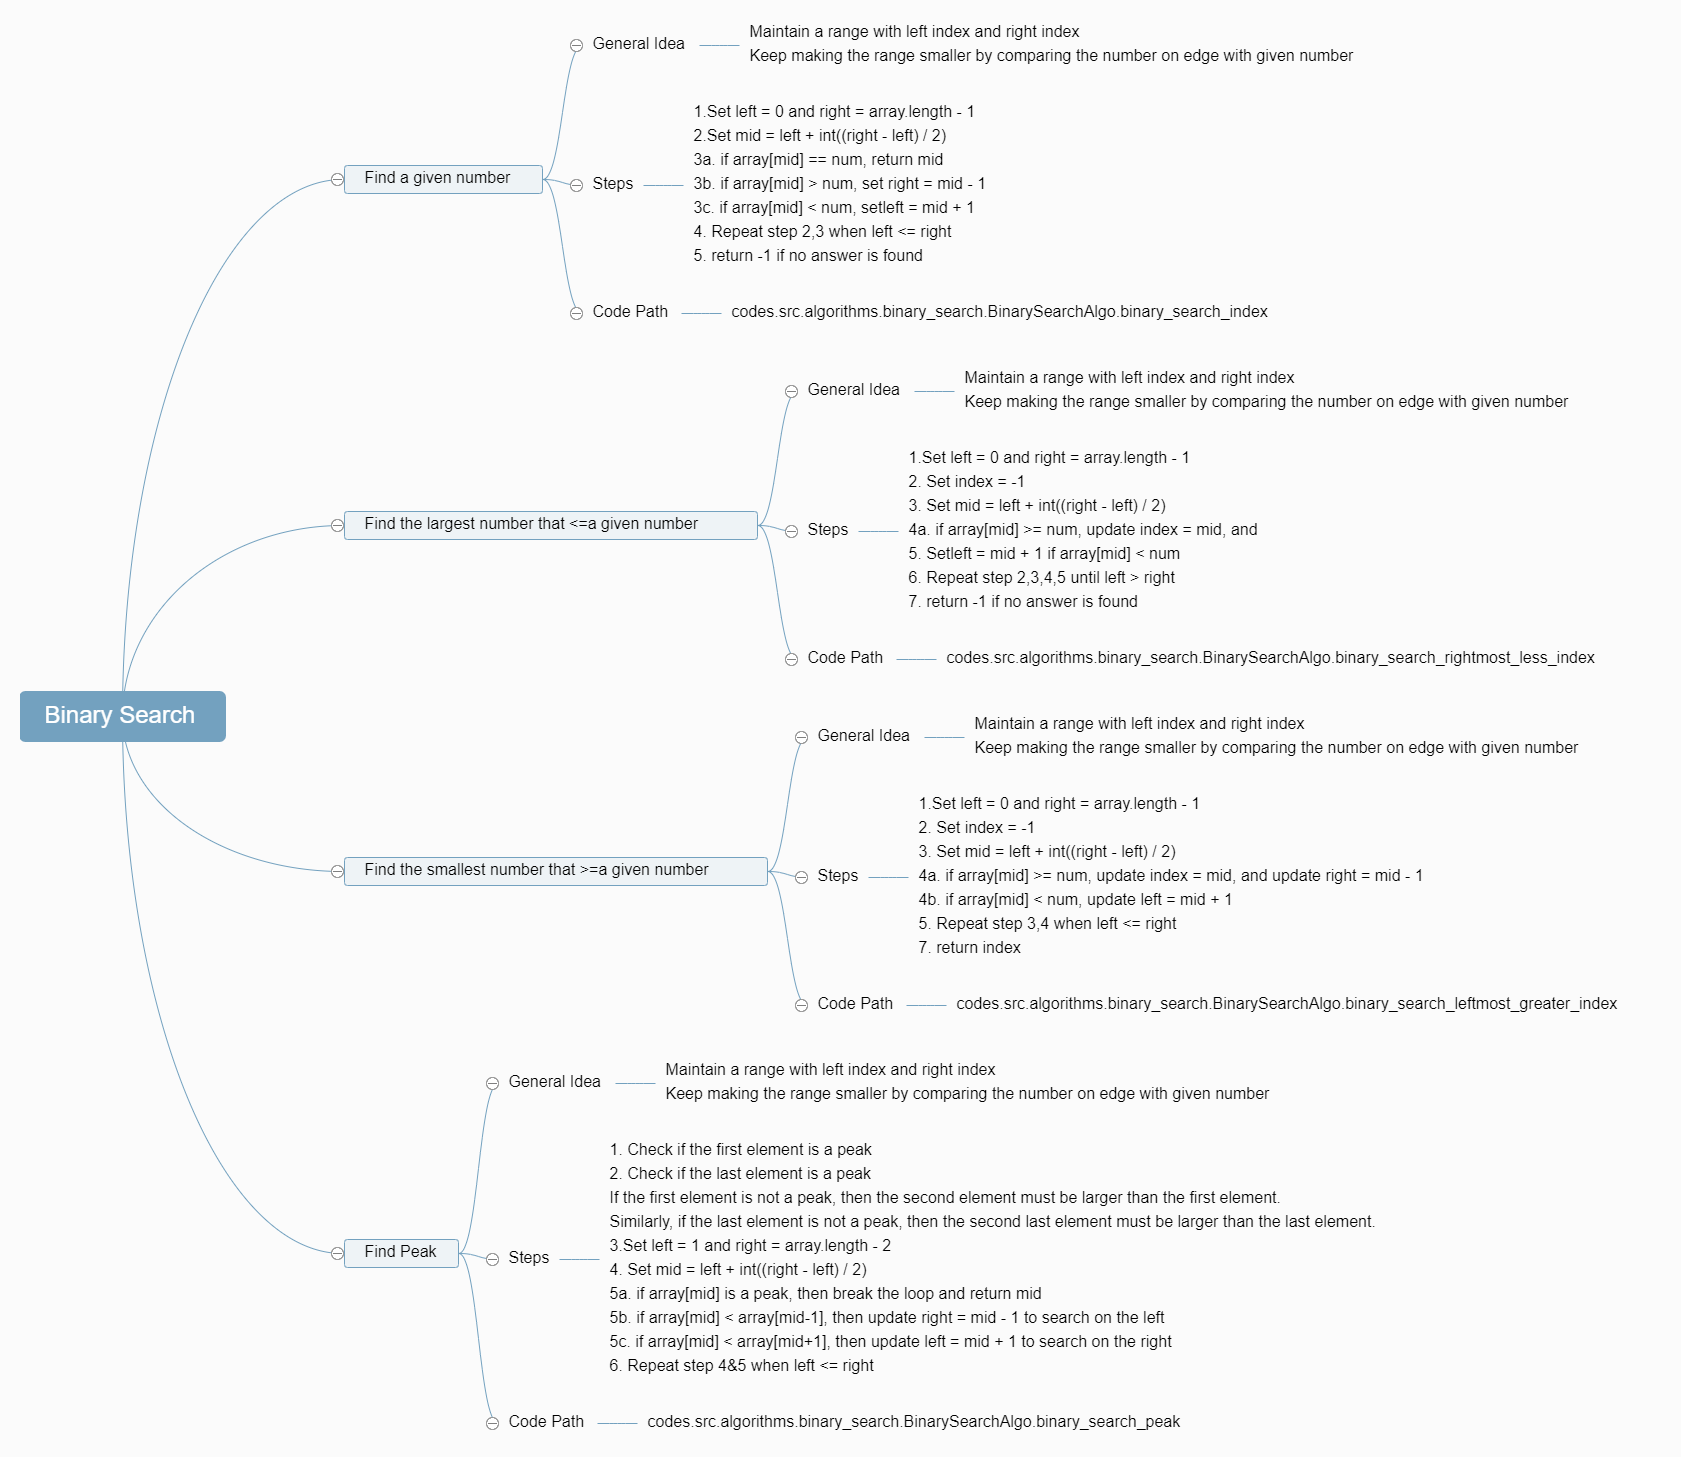 Binary Search
Find a given number
General Idea
Maintain a range with left index and right index
Keep making the range smaller by comparing the number on edge with given number
Steps
1.Set left = 0 and right = array.length - 1
2.Set mid = left + int((right - left) / 2)
3a. if array[mid] == num, return mid
3b. if array[mid] > num, set right = mid - 1
3c. if array[mid] < num, setleft = mid + 1
4. Repeat step 2,3 when left <= right
5. return -1 if no answer is found
Code Path
codes.src.algorithms.binary_search.BinarySearchAlgo.binary_search_index
Find the largest number that <=a given number
General Idea
Maintain a range with left index and right index
Keep making the range smaller by comparing the number on edge with given number
Steps
1.Set left = 0 and right = array.length - 1
2. Set index = -1
3. Set mid = left + int((right - left) / 2)
4a. if array[mid] >= num, update index = mid, and
5. Setleft = mid + 1 if array[mid] < num
6. Repeat step 2,3,4,5 until left > right
7. return -1 if no answer is found
Code Path
codes.src.algorithms.binary_search.BinarySearchAlgo.binary_search_rightmost_less_index
Find the smallest number that >=a given number
General Idea
Maintain a range with left index and right index
Keep making the range smaller by comparing the number on edge with given number
Steps
1.Set left = 0 and right = array.length - 1
2. Set index = -1
3. Set mid = left + int((right - left) / 2)
4a. if array[mid] >= num, update index = mid, and update right = mid - 1
4b. if array[mid] < num, update left = mid + 1
5. Repeat step 3,4 when left <= right
7. return index
Code Path
codes.src.algorithms.binary_search.BinarySearchAlgo.binary_search_leftmost_greater_index
Find Peak
General Idea
Maintain a range with left index and right index
Keep making the range smaller by comparing the number on edge with given number
Steps
1. Check if the first element is a peak
2. Check if the last element is a peak
If the first element is not a peak, then the second element must be larger than the first element.
Similarly, if the last element is not a peak, then the second last element must be larger than the last element.
3.Set left = 1 and right = array.length - 2
4. Set mid = left + int((right - left) / 2)
5a. if array[mid] is a peak, then break the loop and return mid
5b. if array[mid] < array[mid-1], then update right = mid - 1 to search on the left
5c. if array[mid] < array[mid+1], then update left = mid + 1 to search on the right
6. Repeat step 4&5 when left <= right
Code Path
codes.src.algorithms.binary_search.BinarySearchAlgo.binary_search_peak